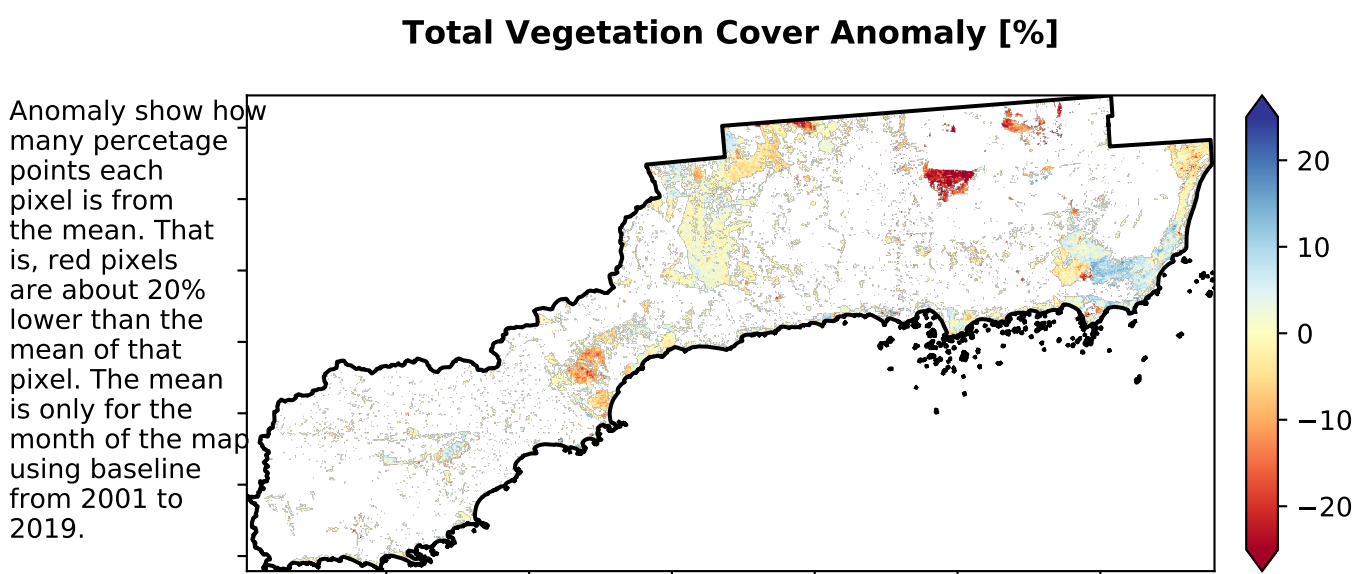 Total Vegetation Cover Anomaly [%]
Anomaly show how
many percetage
points each
pixel is from
the mean. That
is, red pixels
are about 20%
lower than the
mean of that
pixel. The mean
is only for the
month of the map
using baseline
from 2001 to
2019.
20
10
0
−10
−20